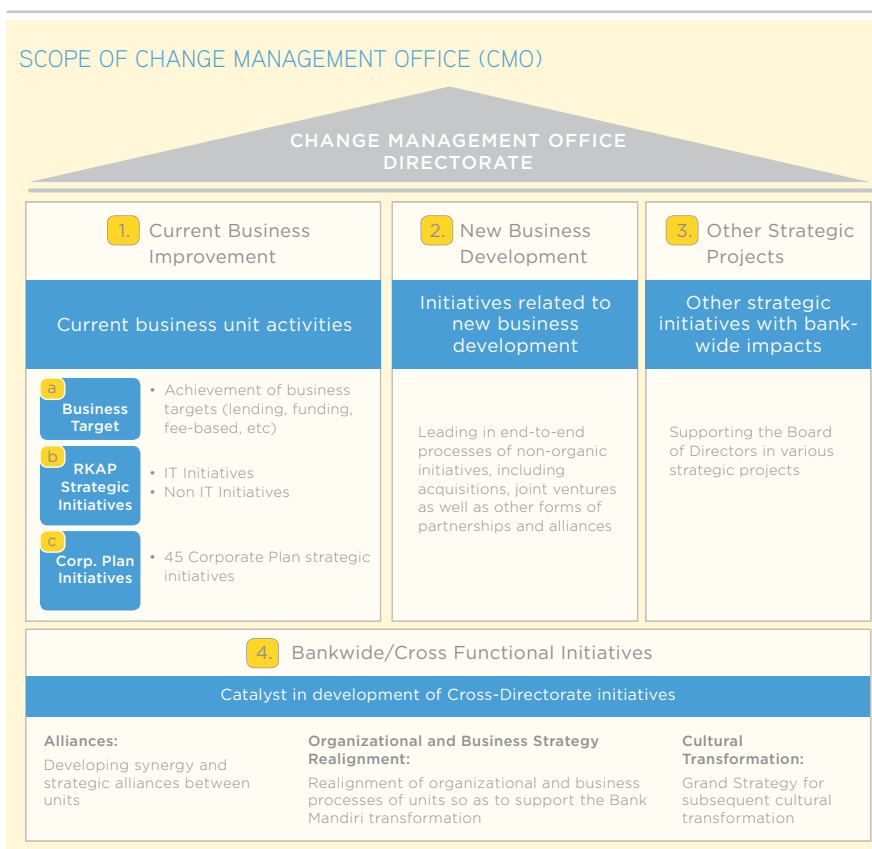 SCOPE OF CHANGE MANAGEMENT OFFICE (CMO)
CHANGE MANAGEMENT OFFICE
DIRECTORATE
1. Current Business
Improvement
Current business unit activities
a
Business
Target
• Achievement of business
targets (lending, funding,
fee-based, etc)
b
RKAP
Strategic
Initiatives
• IT Initiatives
• Non IT Initiatives
c
Corp. Plan
Initiatives
• 45 Corporate Plan strategic
initiatives
2. New Business
Development
Initiatives related to
new business
development
Leading in end-to-end
processes of non-organic
initiatives, including
acquisitions, joint ventures
as well as other forms of
partnerships and alliances
3. Other Strategic
Projects
Other strategic
initiatives with bank-
wide impacts
Supporting the Board
of Directors in various
strategic projects
4. Bankwide/Cross Functional Initiatives
Catalyst in development of Cross-Directorate initiatives
Alliances:
Developing synergy and
strategic alliances between
units
Organizational and Business Strategy
Realignment:
Realignment of organizational and business
processes of units so as to support the Bank
Mandiri transformation
Cultural
Transformation:
Grand Strategy for
subsequent cultural
transformation